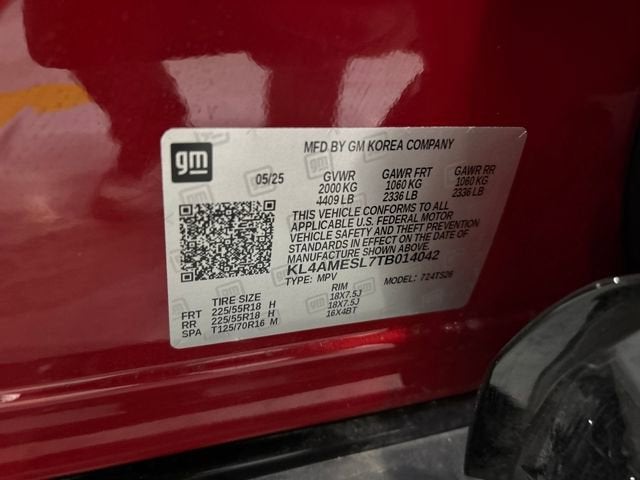 gm
MFD BY GM KOREA COMPANY
05/25 GVWR GAWR FRT GAWR RR
2000 KG 1060 KG 1060 KG
4409 LB 2336 LB 2336 LB
THIS VEHICLE CONFORMS TO ALL
APPLICABLE U.S. FEDERAL MOTOR
VEHICLE SAFETY AND THEFT PREVENTION
STANDARDS IN EFFECT ON THE DATE OF
MANUFACTURE SHOWN ABOVE.
KL4AMESL7TB014042
TYPE: MPV MODEL: 724TS26
TIRE SIZE RIM
FRT 225/55R18 H 18X7.5J
RR 225/55R18 H 18X7.5J
SPA T125/70R16 M 16X4BT